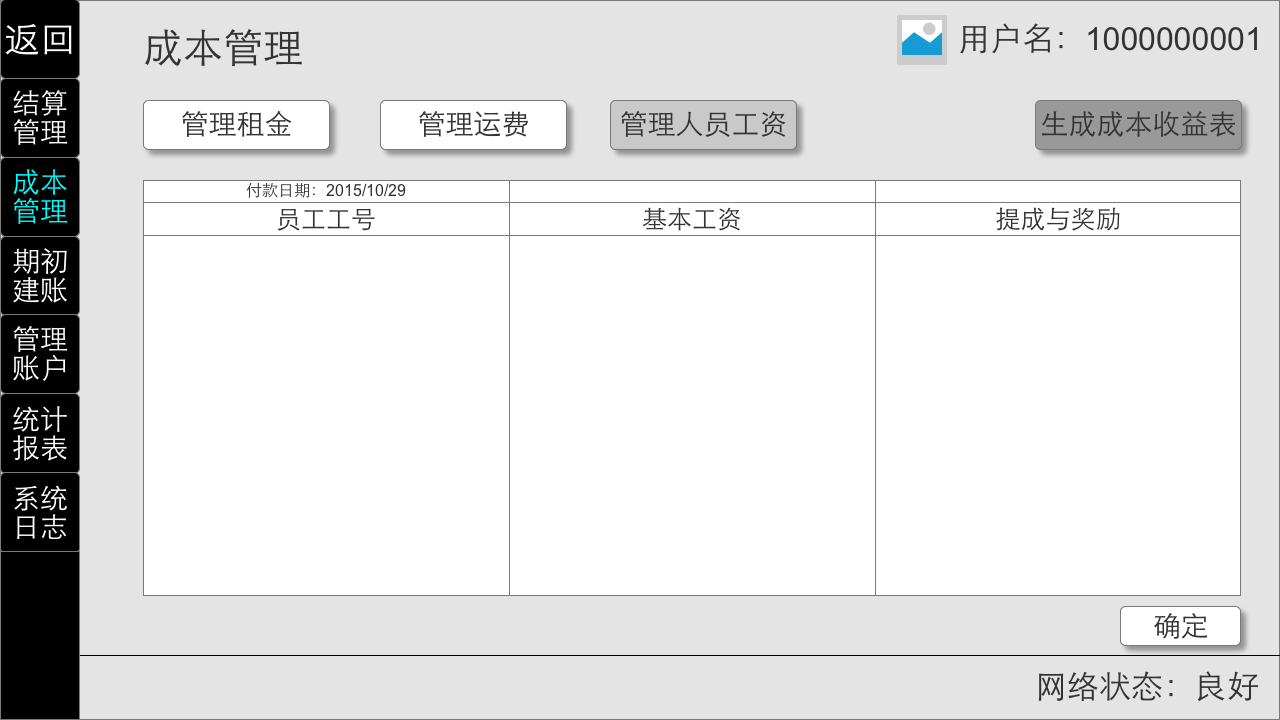 返回
结算
管理
成本
管理
期初
建账
管理
账户
统计
报表
系统
日志
成本管理
用户名：1000000001
管理租金
管理运费
管理人员工资
生成成本收益表
付款日期：2015/10/29
员工工号
基本工资
提成与奖励
确定
网络状态：良好